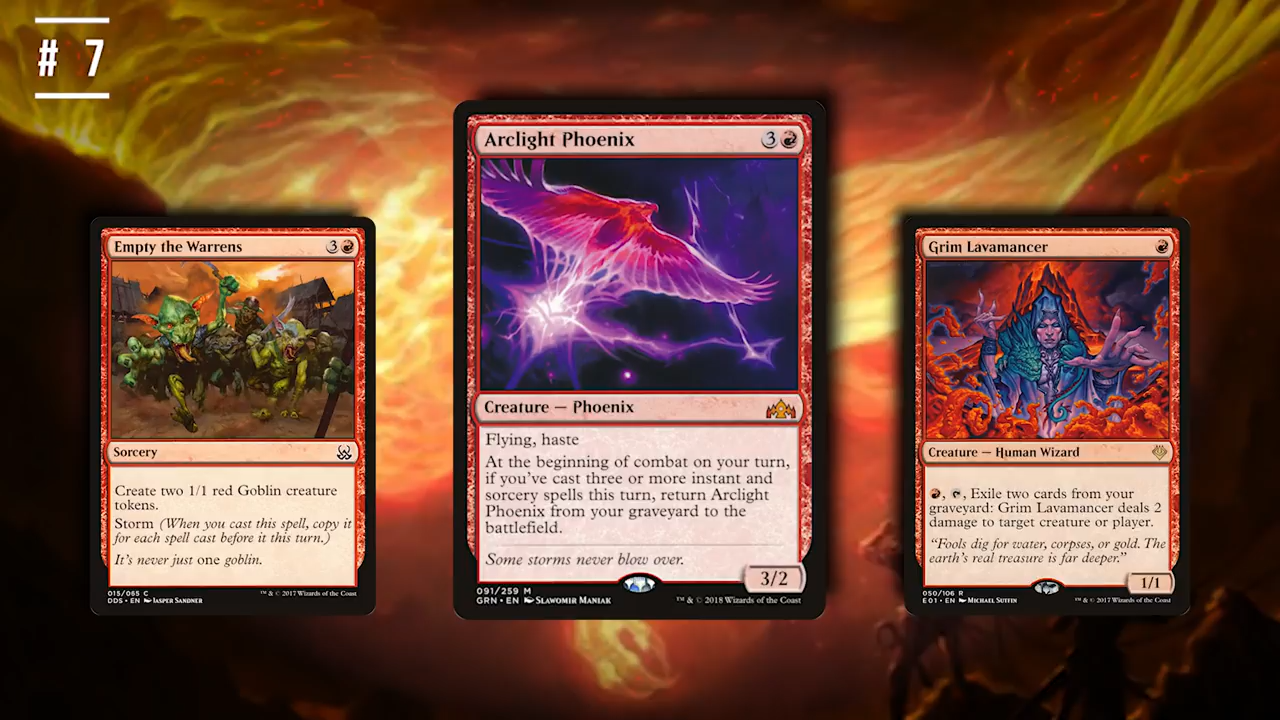 # 7
Empty the Warrens 3
Sorcery
Create two 1/1 red Goblin creature
tokens.
Storm (When you cast this spell, copy it
for each spell cast before it this turn.)
It's never just one goblin.
015/065 C
DDS • EN Jasper Sandner
™ & © 2017 Wizards of the Coast
Arclight Phoenix 3
Creature — Phoenix
Flying, haste
At the beginning of combat on your turn,
if you've cast three or more instant and
sorcery spells this turn, return Arclight
Phoenix from your graveyard to the
battlefield.
Some storms never blow over.
3/2
091/259 M
GRN • EN Slawomir Maniak
™ & © 2018 Wizards of the Coast
Grim Lavamancer
Creature — Human Wizard
, , Exile two cards from your
graveyard: Grim Lavamancer deals 2
damage to target creature or player.
"Fools dig for water, corpses, or gold. The
earth's real treasure is far deeper."
1/1
050/106 R
E01 • EN Michael Sutfin
™ & © 2017 Wizards of the Coast